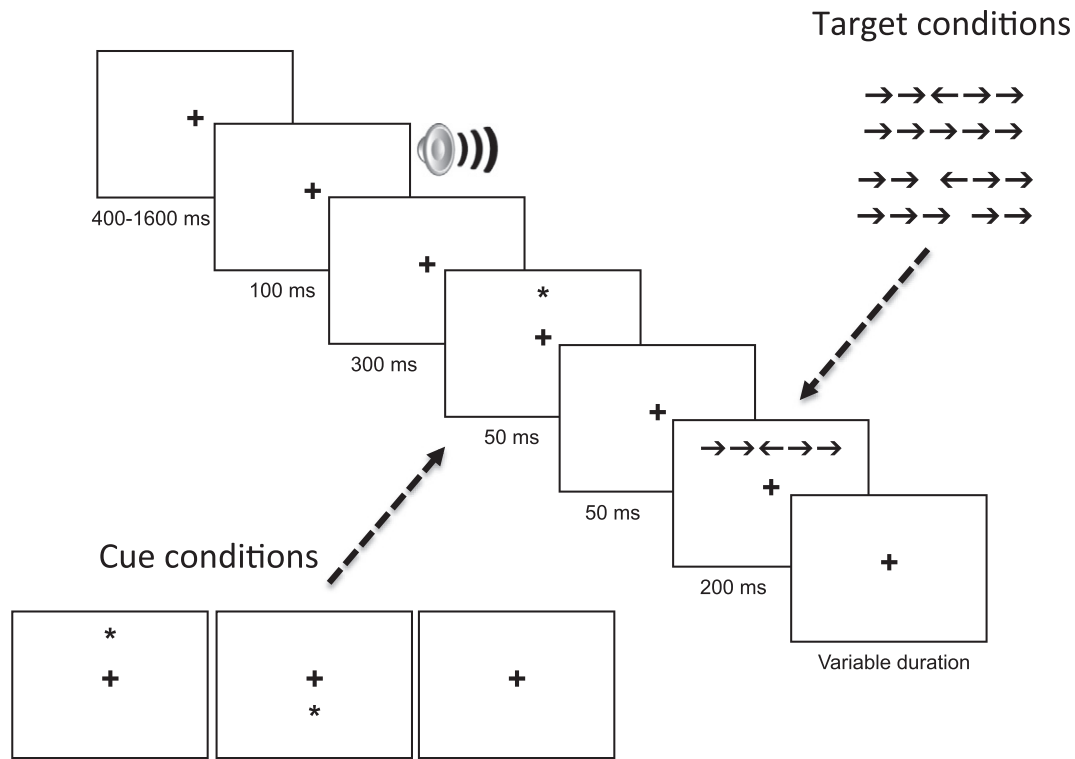 Target conditions
→→←→→
→→→→→
→→ ←→→
→→→ →→
+
400-1600 ms
+
100 ms
+
300 ms
*
+
50 ms
+
50 ms
→→←→→
+
200 ms
+
Variable duration
Cue conditions
*
+
+
*
+